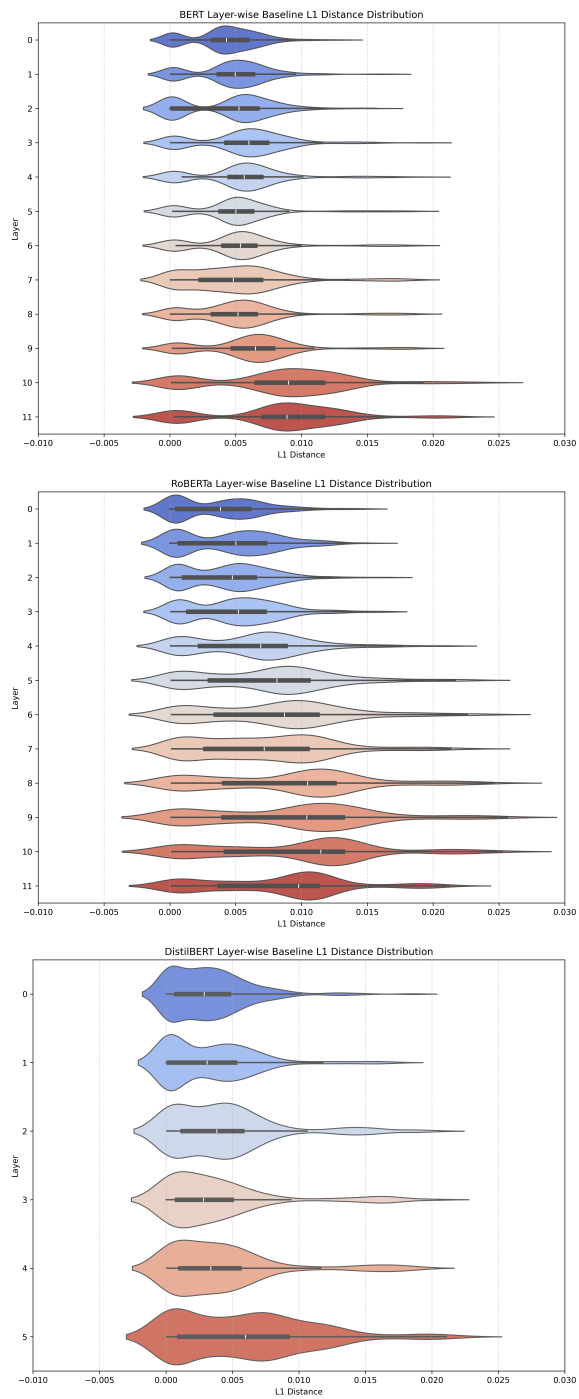 BERT Layer-wise Baseline L1 Distance Distribution
0
1
2
3
4
5
6
7
8
9
10
11
Layer
−0.010 −0.005 0.000 0.005 0.010 0.015 0.020 0.025 0.030
L1 Distance
RoBERTa Layer-wise Baseline L1 Distance Distribution
0
1
2
3
4
5
6
7
8
9
10
11
Layer
−0.010 −0.005 0.000 0.005 0.010 0.015 0.020 0.025 0.030
L1 Distance
DistilBERT Layer-wise Baseline L1 Distance Distribution
0
1
2
3
4
5
Layer
−0.010 −0.005 0.000 0.005 0.010 0.015 0.020 0.025 0.030
L1 Distance